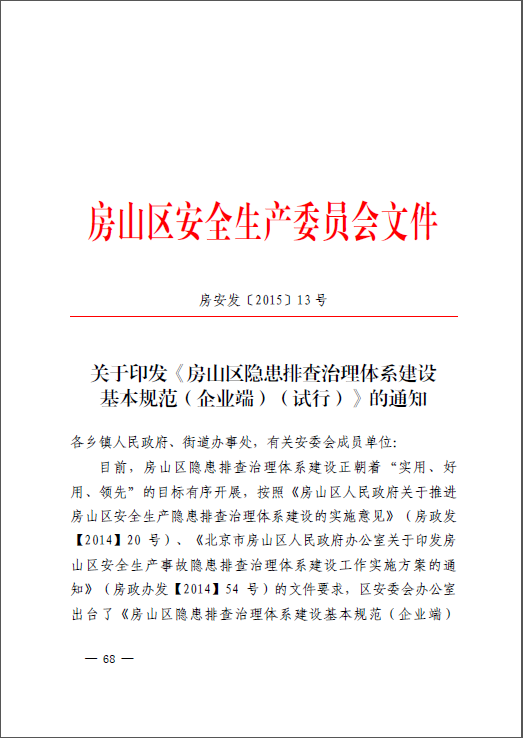 房山区安全生产委员会文件
房安发〔2015〕13 号
关于印发《房山区隐患排查治理体系建设
基本规范（企业端）（试行）》的通知
各乡镇人民政府、街道办事处，有关安委会成员单位：
目前，房山区隐患排查治理体系建设正朝着“实用、好
用、领先”的目标有序开展，按照《房山区人民政府关于推进
房山区安全生产隐患排查治理体系建设的实施意见》（房政发
【2014】20 号）、《北京市房山区人民政府办公室关于印发房
山区安全生产事故隐患排查治理体系建设工作实施方案的通
知》（房政办发【2014】54 号）的文件要求，区安委会办公室
出台了《房山区隐患排查治理体系建设基本规范（企业端）
— 68 —